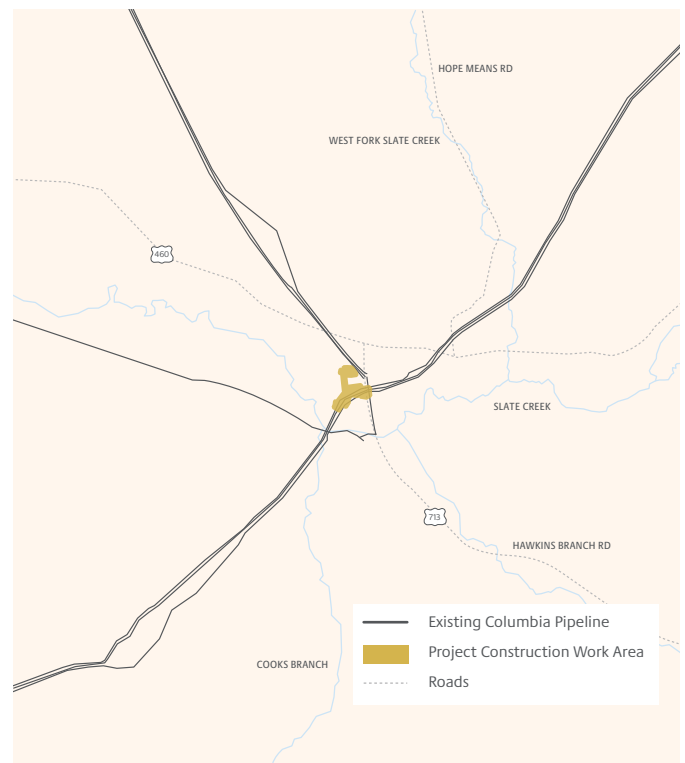 HOPE MEANS RD
WEST FORK SLATE CREEK
460
SLATE CREEK
713
HAWKINS BRANCH RD
Existing Columbia Pipeline
Project Construction Work Area
COOKS BRANCH
Roads